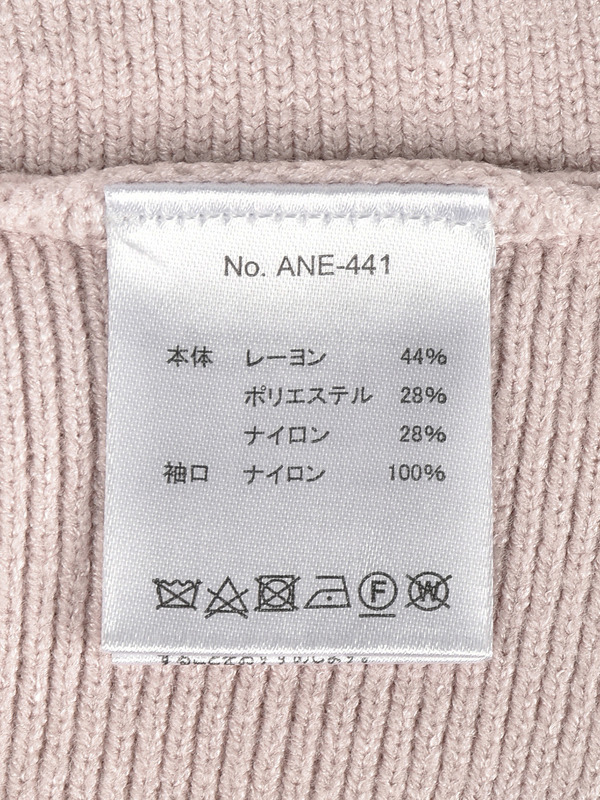 No. ANE-441
本体 レーヨン 44%
ポリエステル 28%
ナイロン 28%
袖口 ナイロン 100%
F W